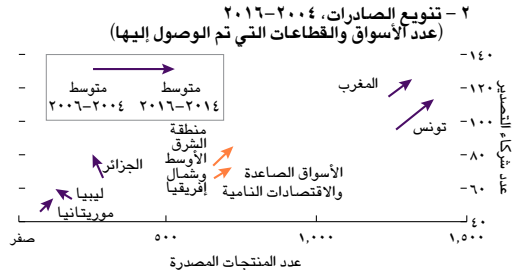 ٢ – تنويع الصادرات، ٢٠٠٤–٢٠١٦
(عدد الأسواق والقطاعات التي تم الوصول إليها)
متوسط
٢٠٠٤–٢٠٠٦
متوسط
٢٠١٤–٢٠١٦
المغرب
تونس
منطقة
الشرق
الأوسط
وشمال
إفريقيا
الأسواق الصاعدة
والاقتصادات النامية
الجزائر
ليبيا
موريتانيا
١٤٠
١٢٠
١٠٠
٨٠
٦٠
٤٠
عدد شركاء التصدير
صفر
٥٠٠
١,٠٠٠
١,٥٠٠
عدد المنتجات المصدرة